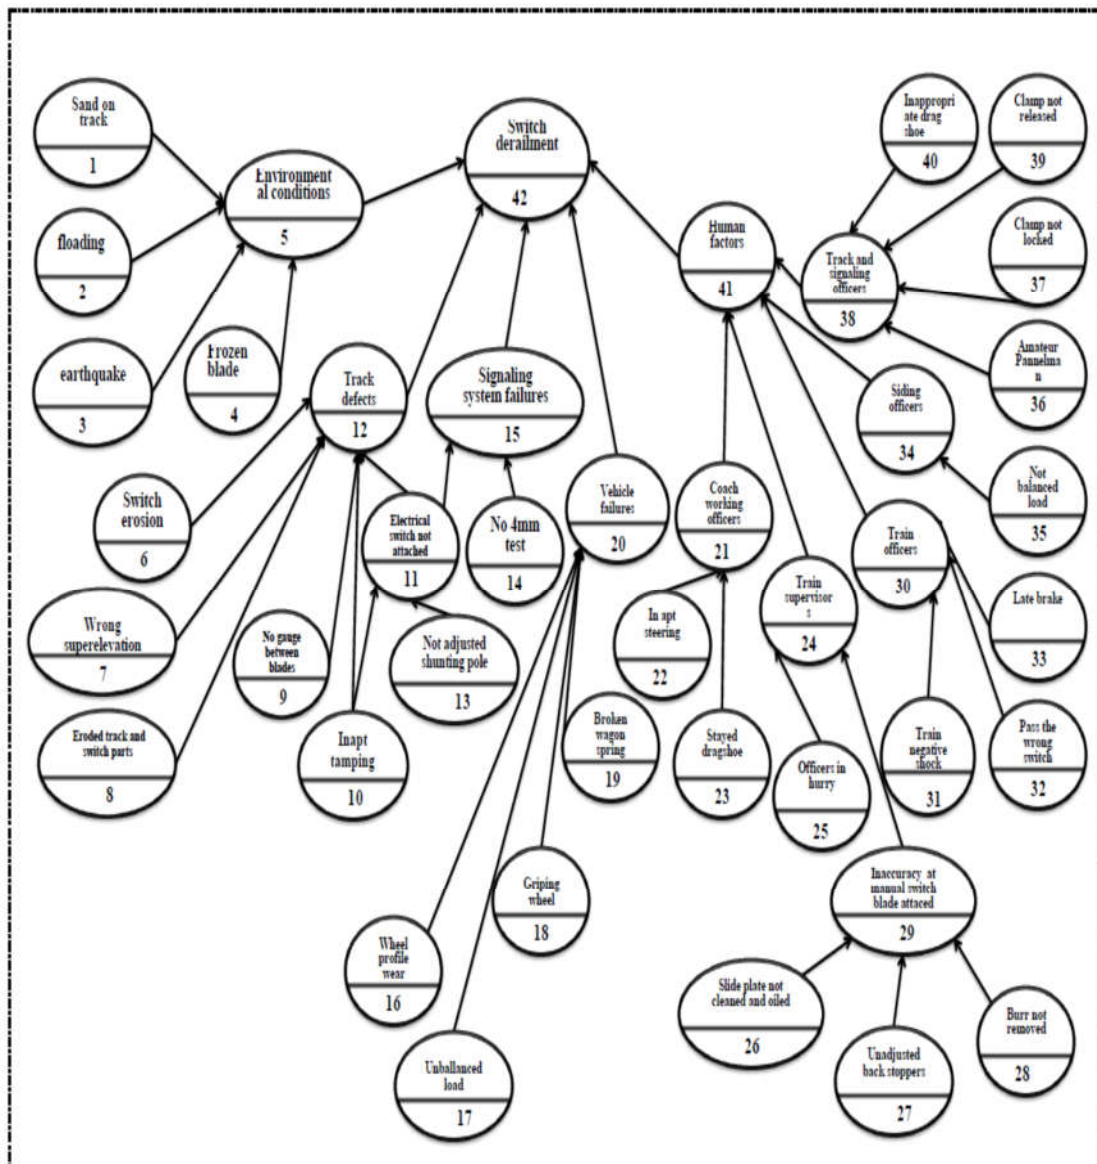 Sand on
track
1
floading
2
earthquake
3
Frozen
blade
4
Environment
al conditions
5
Switch
derailment
42
Inappropri
ate drag
shoe
40
Clamp not
released
39
Human
factors
41
Track and
signaling
officers
38
Clamp not
locked
37
Amateur
Pannelma
n
36
Track
defects
12
Signaling
system failures
15
Siding
officers
34
Not
balanced
load
35
Switch
erosion
6
Electrical
switch not
attached
11
No 4mm
test
14
Vehicle
failures
20
Coach
working
officers
21
Train
officers
30
Train
supervisor
s
24
Late brake
33
Wrong
superelevation
7
No gauge
between
blades
9
Not adjusted
shunting pole
13
In apt
steering
22
Eroded track and
switch parts
8
Inapt
tamping
10
Broken
wagon
spring
19
Stayed
dragshoe
23
Officers in
hurry
25
Train
negative
shock
31
Pass the
wrong
switch
32
Griping
wheel
18
Inaccuracy at
manual switch
blade attaced
29
Wheel
profile
wear
16
Slide plate not
cleaned and oiled
26
Unballanced
load
17
Unadjusted
back stoppers
27
Burr not
removed
28